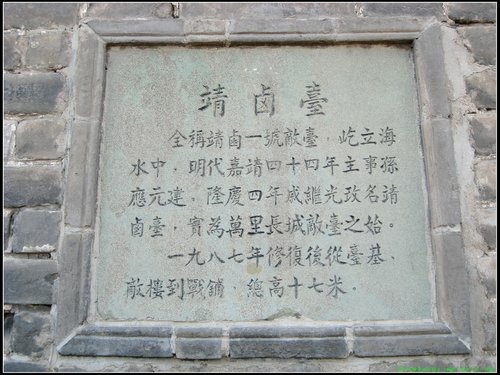 靖鹵臺
全稱靖鹵一號敵臺，屹立海
水中，明代嘉靖四十四年主事孫
應元建，隆慶四年戚繼光改名靖
鹵臺，實為萬里長城敵臺之始。
一九八七年修復後從臺基、
敵樓到戰鋪，總高十七米．